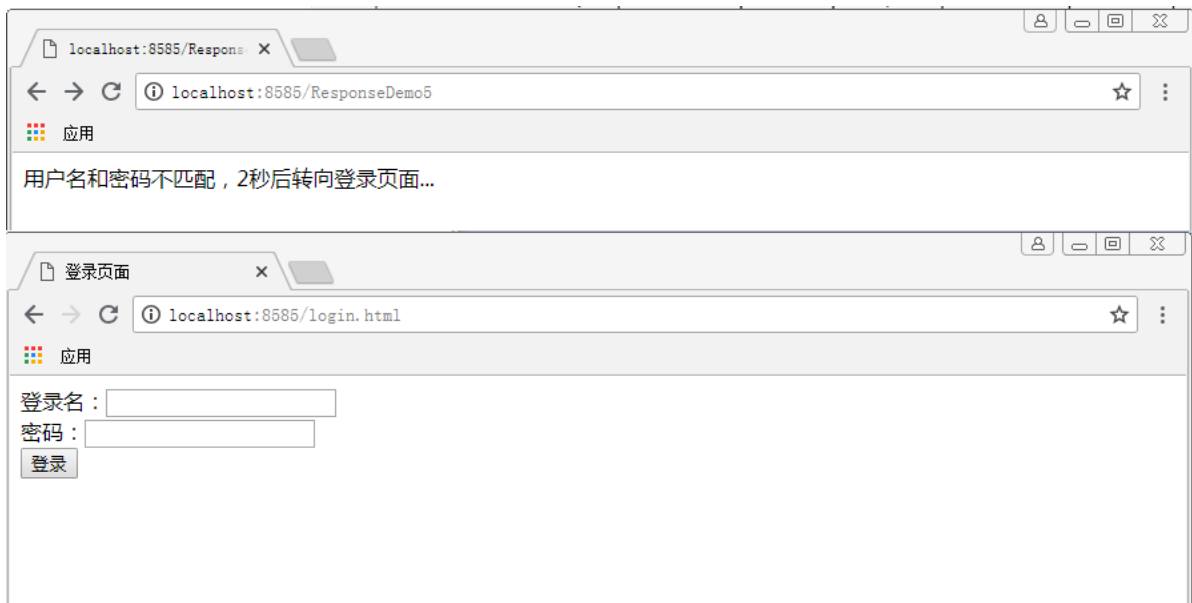 localhost:8585/Respons
localhost:8585/ResponseDemo5
应用
用户名和密码不匹配，2秒后转向登录页面...
登录页面
localhost:8585/login.html
应用
登录名：
密码：
登录